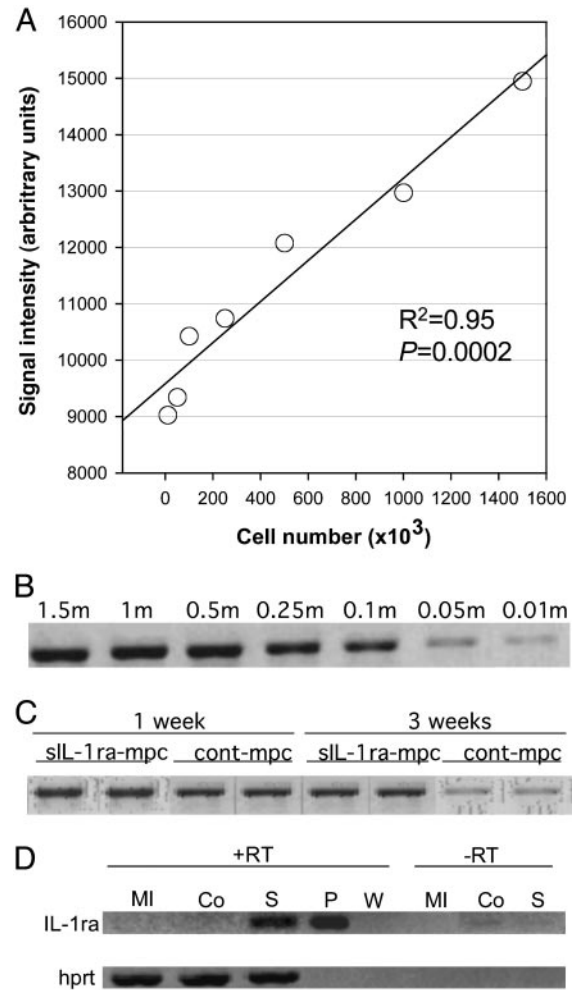 A
16000
15000
14000
13000
12000
11000
10000
9000
8000
Signal intensity (arbritrary units)
R²=0.95
P=0.0002
0 200 400 600 800 1000 1200 1400 1600
Cell number (x10³)
B
1.5m 1m 0.5m 0.25m 0.1m 0.05m 0.01m
C
1 week 3 weeks
sIL-1ra-mpc cont-mpc sIL-1ra-mpc cont-mpc
D
+RT -RT
MI Co S P W MI Co S
IL-1ra
hprt